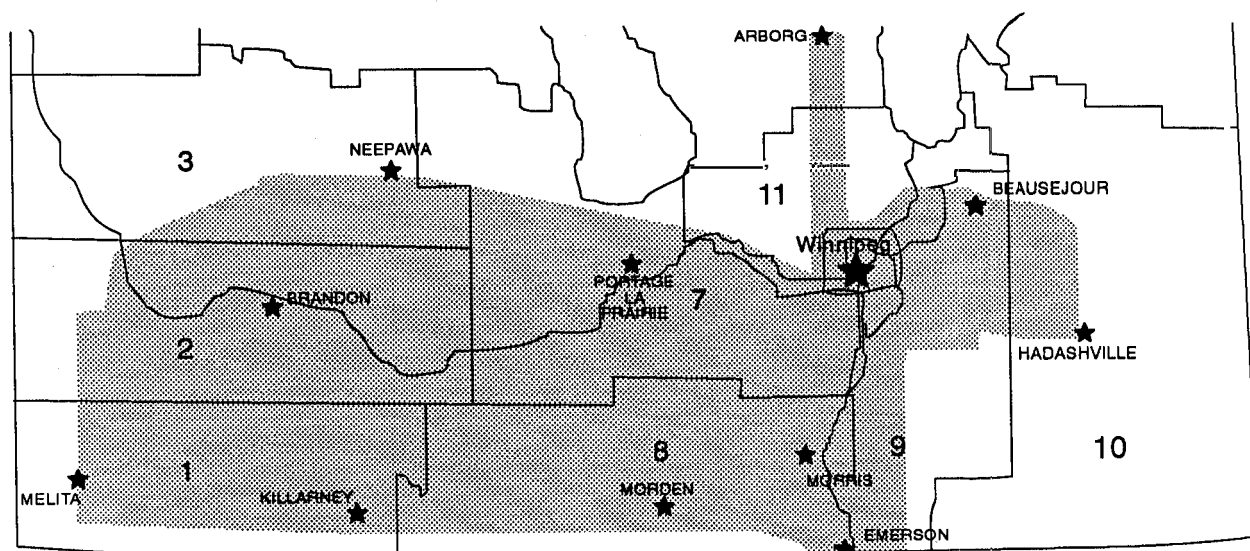 ARBORG
NEEPAWA
3
11
BEAUSEJOUR
Winnipeg
PORTAGE
LA
PRAIRIE
7
BRANDON
2
HADASHVILLE
1
8
9
10
MELITA
KILLARNEY
MORDEN
MORRIS
EMERSON